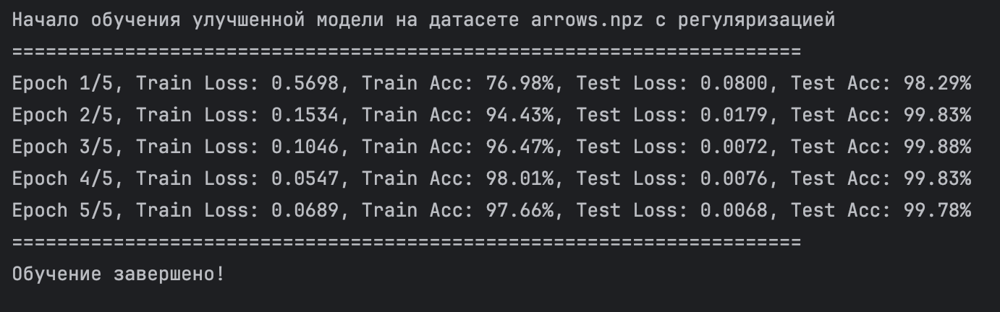 Начало обучения улучшенной модели на датасете arrows.npz с регуляризацией
======================================================================
Epoch 1/5, Train Loss: 0.5698, Train Acc: 76.98%, Test Loss: 0.0800, Test Acc: 98.29%
Epoch 2/5, Train Loss: 0.1534, Train Acc: 94.43%, Test Loss: 0.0179, Test Acc: 99.83%
Epoch 3/5, Train Loss: 0.1046, Train Acc: 96.47%, Test Loss: 0.0072, Test Acc: 99.88%
Epoch 4/5, Train Loss: 0.0547, Train Acc: 98.01%, Test Loss: 0.0076, Test Acc: 99.83%
Epoch 5/5, Train Loss: 0.0689, Train Acc: 97.66%, Test Loss: 0.0068, Test Acc: 99.78%
======================================================================
Обучение завершено!